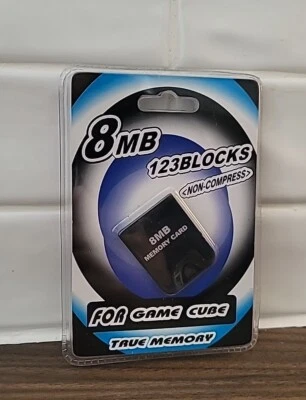 8MB
123BLOCKS
<NON-COMPRESS>
8MB
MEMORY CARD
FOR GAME CUBE
TRUE MEMORY